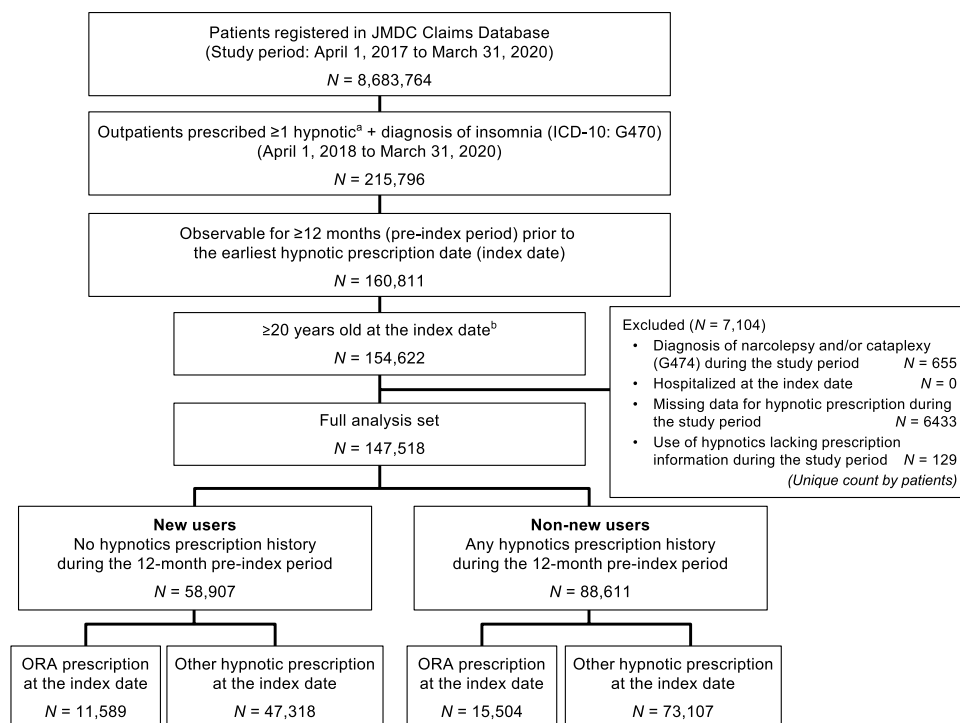 Patients registered in JMDC Claims Database
(Study period: April 1, 2017 to March 31, 2020)
N = 8,683,764
Outpatients prescribed ≥1 hypnoticᵃ + diagnosis of insomnia (ICD-10: G470)
(April 1, 2018 to March 31, 2020)
N = 215,796
Observable for ≥12 months (pre-index period) prior to
the earliest hypnotic prescription date (index date)
N = 160,811
≥20 years old at the index dateᵇ
N = 154,622
Excluded (N = 7,104)
• Diagnosis of narcolepsy and/or cataplexy
(G474) during the study period N = 655
• Hospitalized at the index date N = 0
• Missing data for hypnotic prescription during
the study period N = 6433
• Use of hypnotics lacking prescription
information during the study period N = 129
(Unique count by patients)
Full analysis set
N = 147,518
New users
No hypnotics prescription history
during the 12-month pre-index period
N = 58,907
Non-new users
Any hypnotics prescription history
during the 12-month pre-index period
N = 88,611
ORA prescription
at the index date
N = 11,589
Other hypnotic prescription
at the index date
N = 47,318
ORA prescription
at the index date
N = 15,504
Other hypnotic prescription
at the index date
N = 73,107